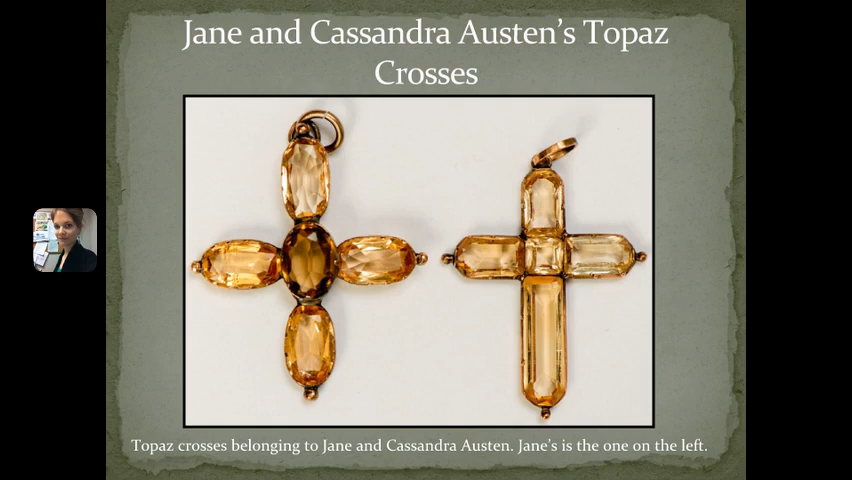 Jane and Cassandra Austen's Topaz
Crosses
Topaz crosses belonging to Jane and Cassandra Austen. Jane's is the one on the left.